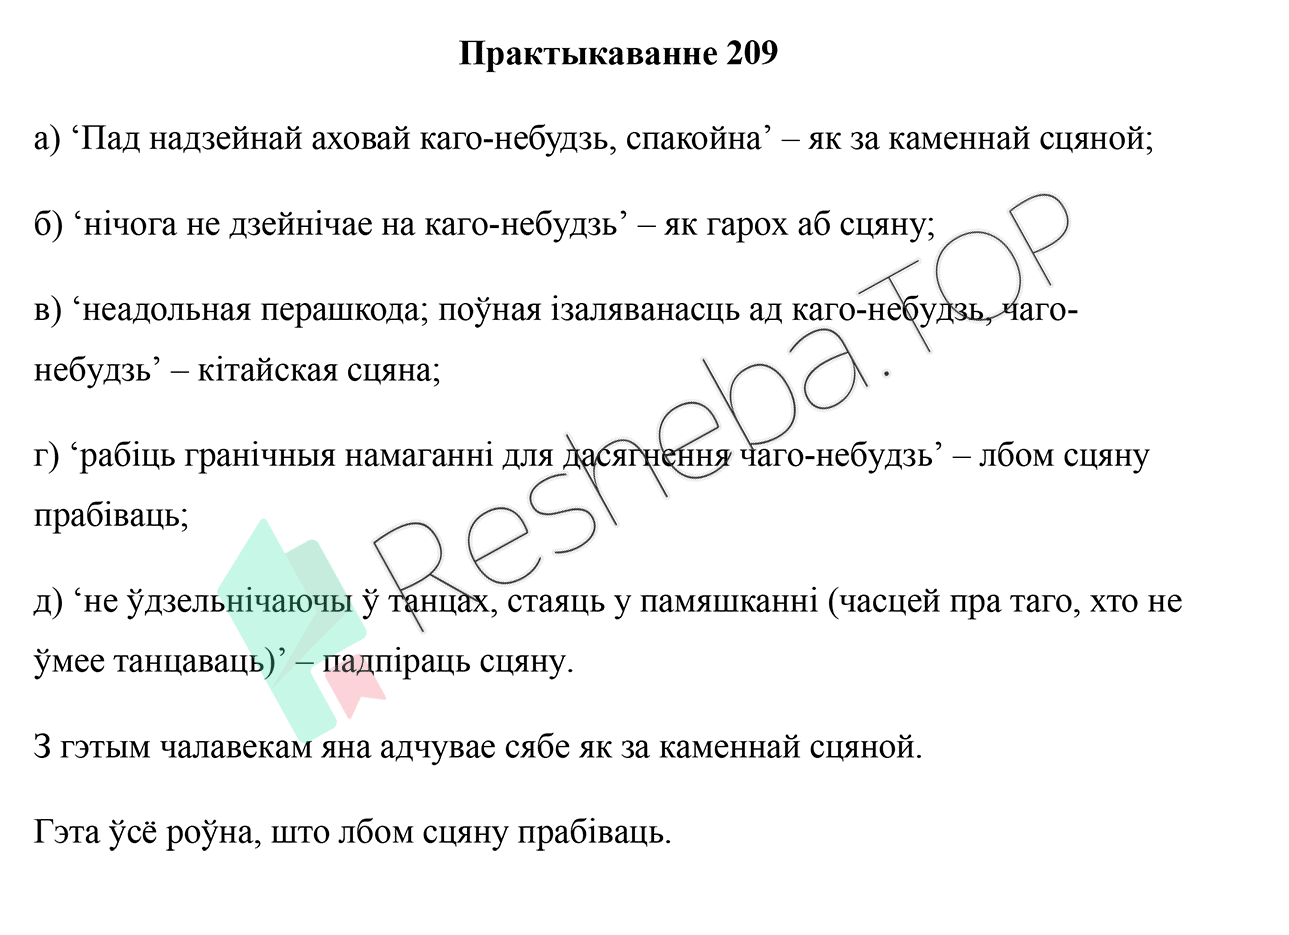 Практыкаванне 209
а) ‘Пад надзейнай аховай каго-небудзь, спакойна’ – як за каменнай сцяной;
б) ‘нічога не дзейнічае на каго-небудзь’ – як гарох аб сцяну;
в) ‘неадольная перашкода; поўная ізаляванасць ад каго-небудзь, чаго-
небудзь’ – кітайская сцяна;
г) ‘рабіць гранічныя намаганні для дасягнення чаго-небудзь’ – лбом сцяну
прабіваць;
д) ‘не ўдзельнічаючы ў танцах, стаяць у памяшканні (часцей пра таго, хто не
ўмее танцаваць)’ – падпіраць сцяну.
З гэтым чалавекам яна адчувае сябе як за каменнай сцяной.
Гэта ўсё роўна, што лбом сцяну прабіваць.
Resheba.TOP